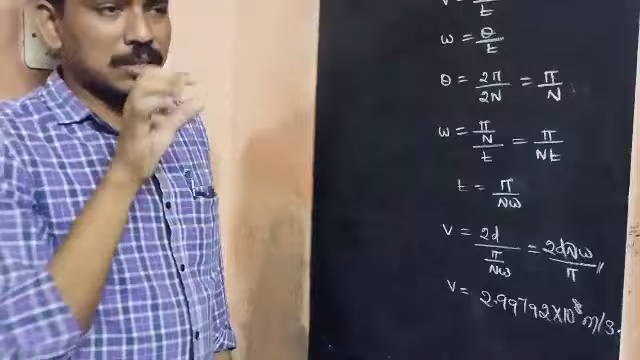 ω = θ/t
θ = 2π/2N = π/N
ω = π/N/t = π/Nt
t = π/Nω
V = 2d/π/Nω = 2dNω/π
V = 2.99792×10⁸ m/s.